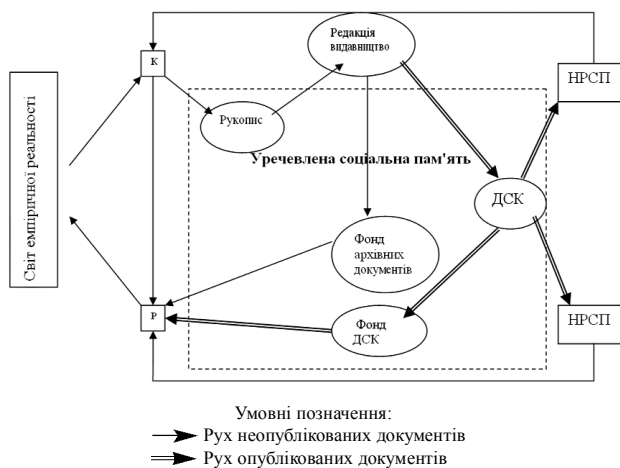 Редакція
видавництво
К
НРСП
Рукопис
Світ емпіричної реальності
Уречевлена соціальна пам'ять
ДСК
Фонд
архівних
документів
Р
Фонд
ДСК
НРСП
Умовні позначення:
Рух неопублікованих документів
Рух опублікованих документів